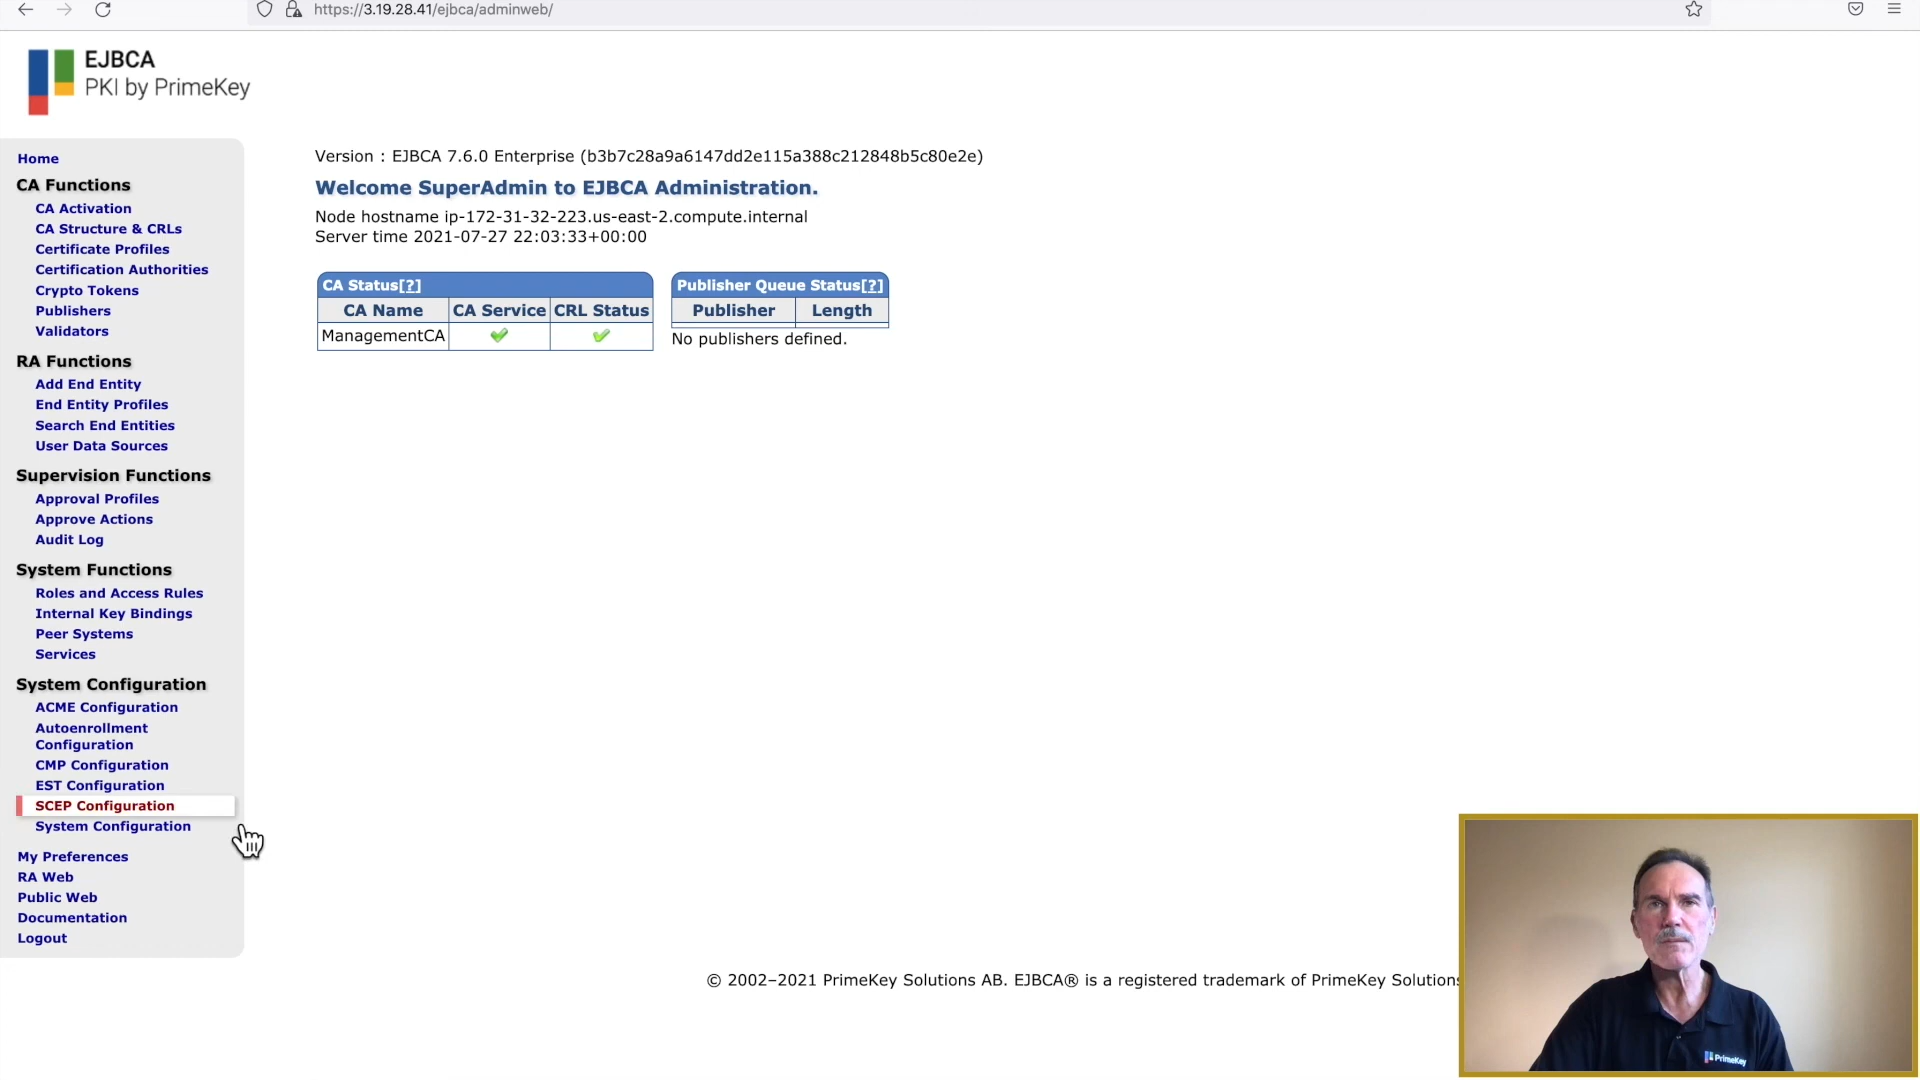 https://3.19.28.41/ejbca/adminweb/
EJBCA
PKI by PrimeKey
Home
CA Functions
CA Activation
CA Structure & CRLs
Certificate Profiles
Certification Authorities
Crypto Tokens
Publishers
Validators
RA Functions
Add End Entity
End Entity Profiles
Search End Entities
User Data Sources
Supervision Functions
Approval Profiles
Approve Actions
Audit Log
System Functions
Roles and Access Rules
Internal Key Bindings
Peer Systems
Services
System Configuration
ACME Configuration
Autoenrollment
Configuration
CMP Configuration
EST Configuration
SCEP Configuration
System Configuration
My Preferences
RA Web
Public Web
Documentation
Logout
Version : EJBCA 7.6.0 Enterprise (b3b7c28a9a6147dd2e115a388c212848b5c80e2e)
Welcome SuperAdmin to EJBCA Administration.
Node hostname ip-172-31-32-223.us-east-2.compute.internal
Server time 2021-07-27 22:03:33+00:00
CA Status[?]
CA Name CA Service CRL Status
ManagementCA
Publisher Queue Status[?]
Publisher Length
No publishers defined.
© 2002–2021 PrimeKey Solutions AB. EJBCA® is a registered trademark of PrimeKey Solutions
PrimeKey